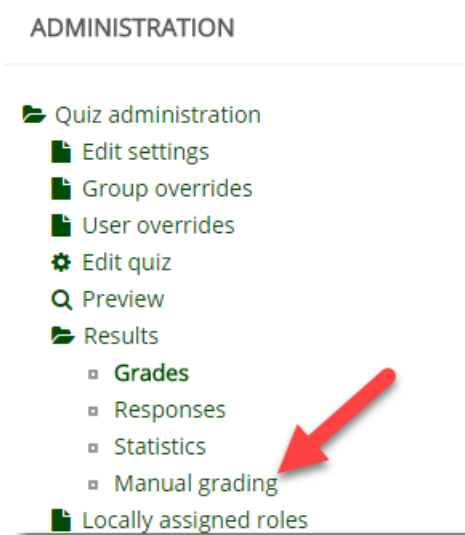 ADMINISTRATION
Quiz administration
Edit settings
Group overrides
User overrides
Edit quiz
Preview
Results
Grades
Responses
Statistics
Manual grading
Locally assigned roles